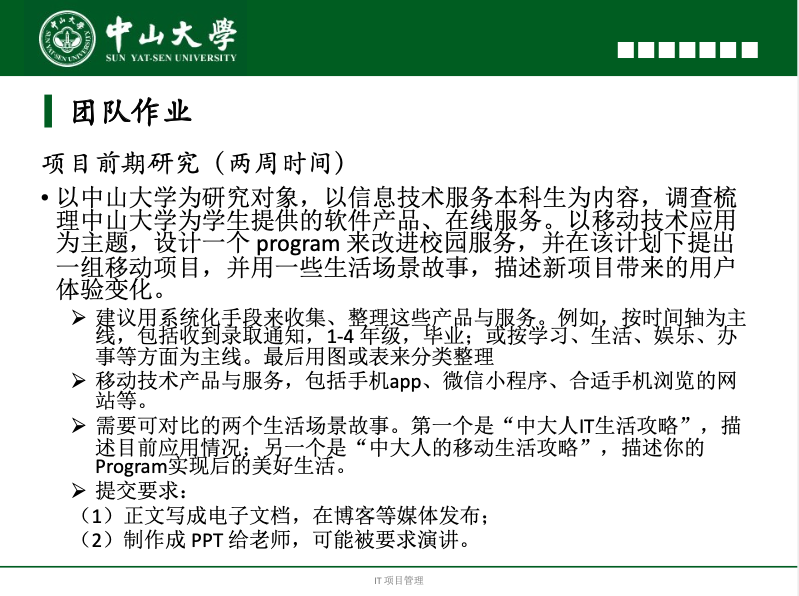 中山大學
SUN YAT-SEN UNIVERSITY
团队作业
项目前期研究（两周时间）
• 以中山大学为研究对象，以信息技术服务本科生为内容，调查梳
理中山大学为学生提供的软件产品、在线服务。以移动技术应用
为主题，设计一个 program 来改进校园服务，并在该计划下提出
一组移动项目，并用一些生活场景故事，描述新项目带来的用户
体验变化。
➢ 建议用系统化手段来收集、整理这些产品与服务。例如，按时间轴为主
线，包括收到录取通知，1-4 年级，毕业；或按学习、生活、娱乐、办
事等方面为主线。最后用图或表来分类整理
➢ 移动技术产品与服务，包括手机app、微信小程序、合适手机浏览的网
站等。
➢ 需要可对比的两个生活场景故事。第一个是“中大人IT生活攻略”，描
述目前应用情况；另一个是“中大人的移动生活攻略”，描述你的
Program实现后的美好生活。
➢ 提交要求：
（1）正文写成电子文档，在博客等媒体发布；
（2）制作成 PPT 给老师，可能被要求演讲。
IT 项目管理